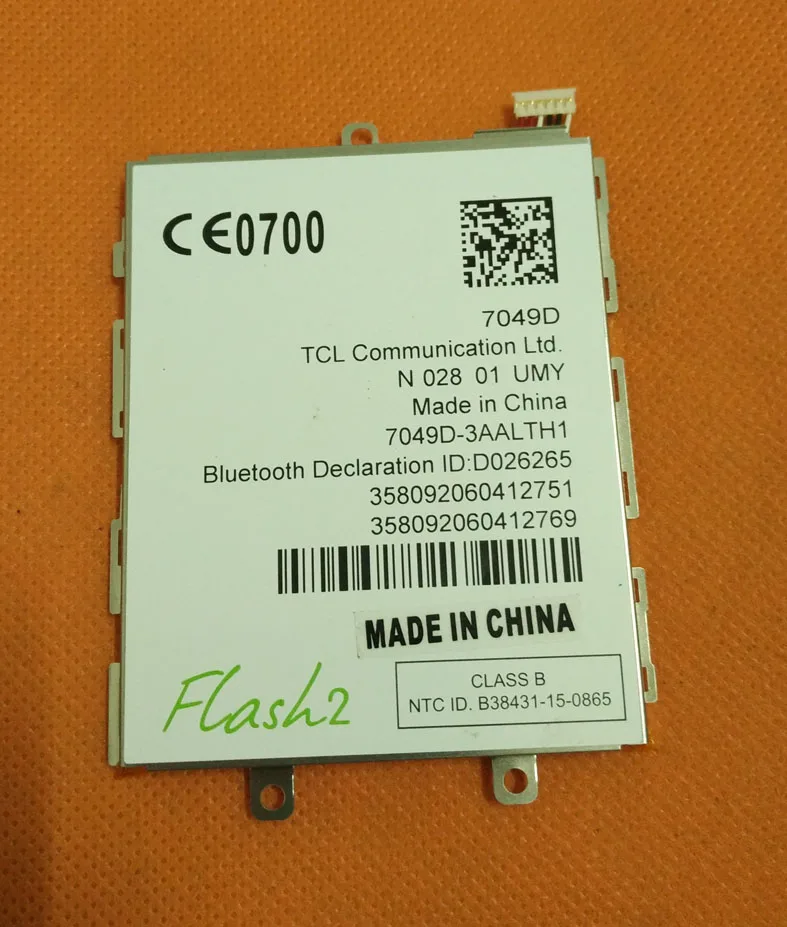 CE0700
7049D
TCL Communication Ltd.
N 028 01 UMY
Made in China
7049D-3AALTH1
Bluetooth Declaration ID:D026265
358092060412751
358092060412769
MADE IN CHINA
Flash2
CLASS B
NTC ID. B38431-15-0865